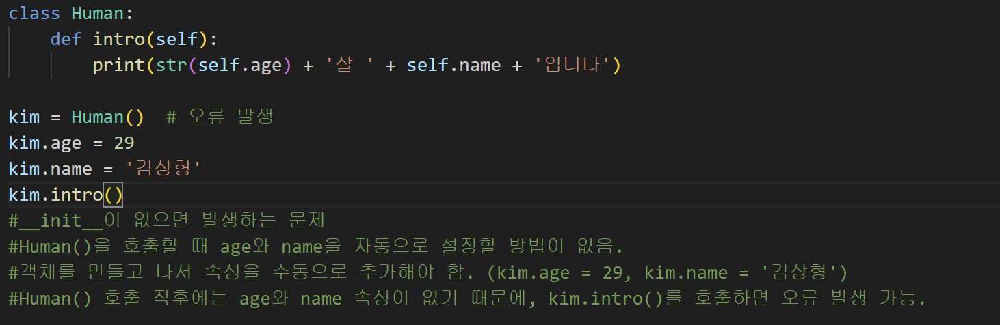 class Human:
    def intro(self):
        print(str(self.age) + '살 ' + self.name + '입니다')
kim = Human()  # 오류 발생
kim.age = 29
kim.name = '김상형'
kim.intro()
#__init__이 없으면 발생하는 문제
#Human()을 호출할 때 age와 name을 자동으로 설정할 방법이 없음.
#객체를 만들고 나서 속성을 수동으로 추가해야 함. (kim.age = 29, kim.name = '김상형')
#Human() 호출 직후에는 age와 name 속성이 없기 때문에, kim.intro()를 호출하면 오류 발생 가능.